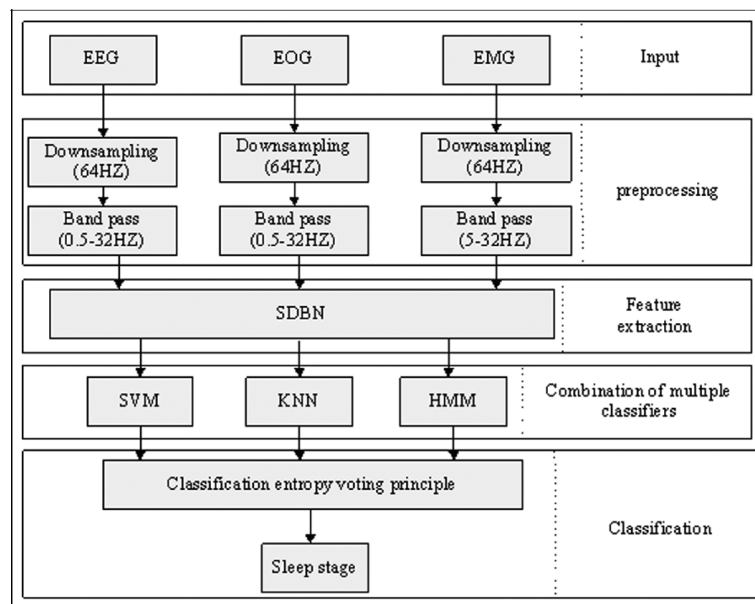 EEG EOG EMG Input
Downsampling Downsampling Downsampling
(64HZ) (64HZ) (64HZ)
preprocessing
Band pass Band pass Band pass
(0.5-32HZ) (0.5-32HZ) (5-32HZ)
SDBN
Feature
extraction
SVM KNN HMM
Combination of multiple
classifiers
Classification entropy voting principle
Classification
Sleep stage